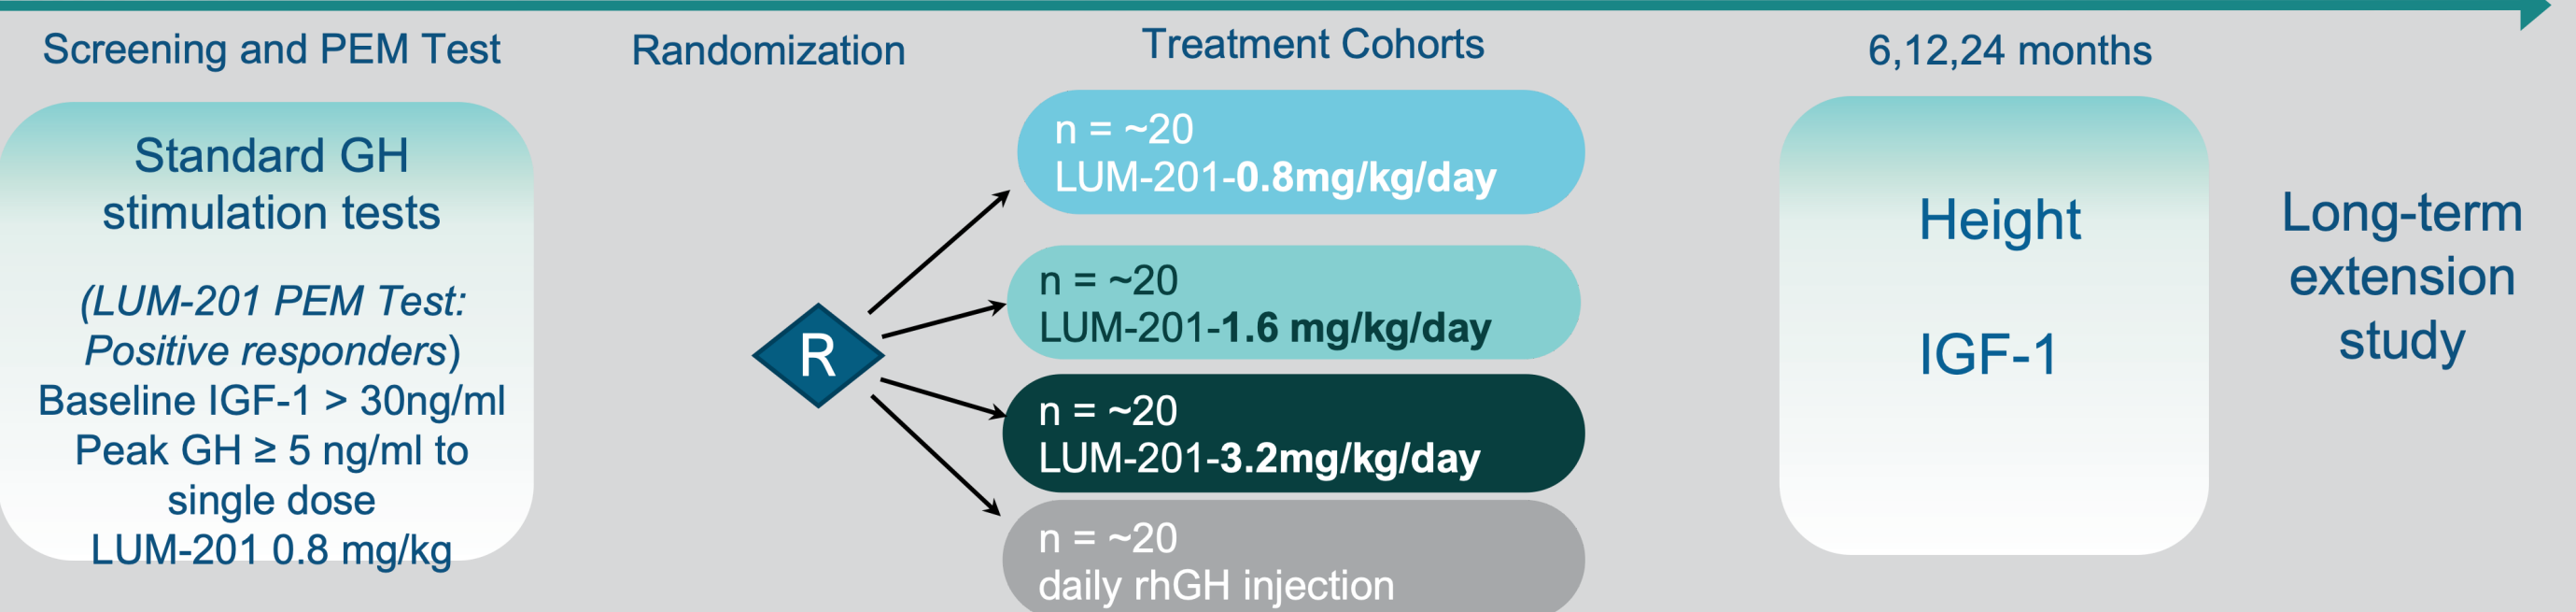 Screening and PEM Test
Randomization
Treatment Cohorts
6,12,24 months
Standard GH
stimulation tests
(LUM-201 PEM Test:
Positive responders)
Baseline IGF-1 > 30ng/ml
Peak GH ≥ 5 ng/ml to
single dose
LUM-201 0.8 mg/kg
R
n = ~20
LUM-201-0.8mg/kg/day
n = ~20
LUM-201-1.6 mg/kg/day
n = ~20
LUM-201-3.2mg/kg/day
n = ~20
daily rhGH injection
Height
IGF-1
Long-term
extension
study